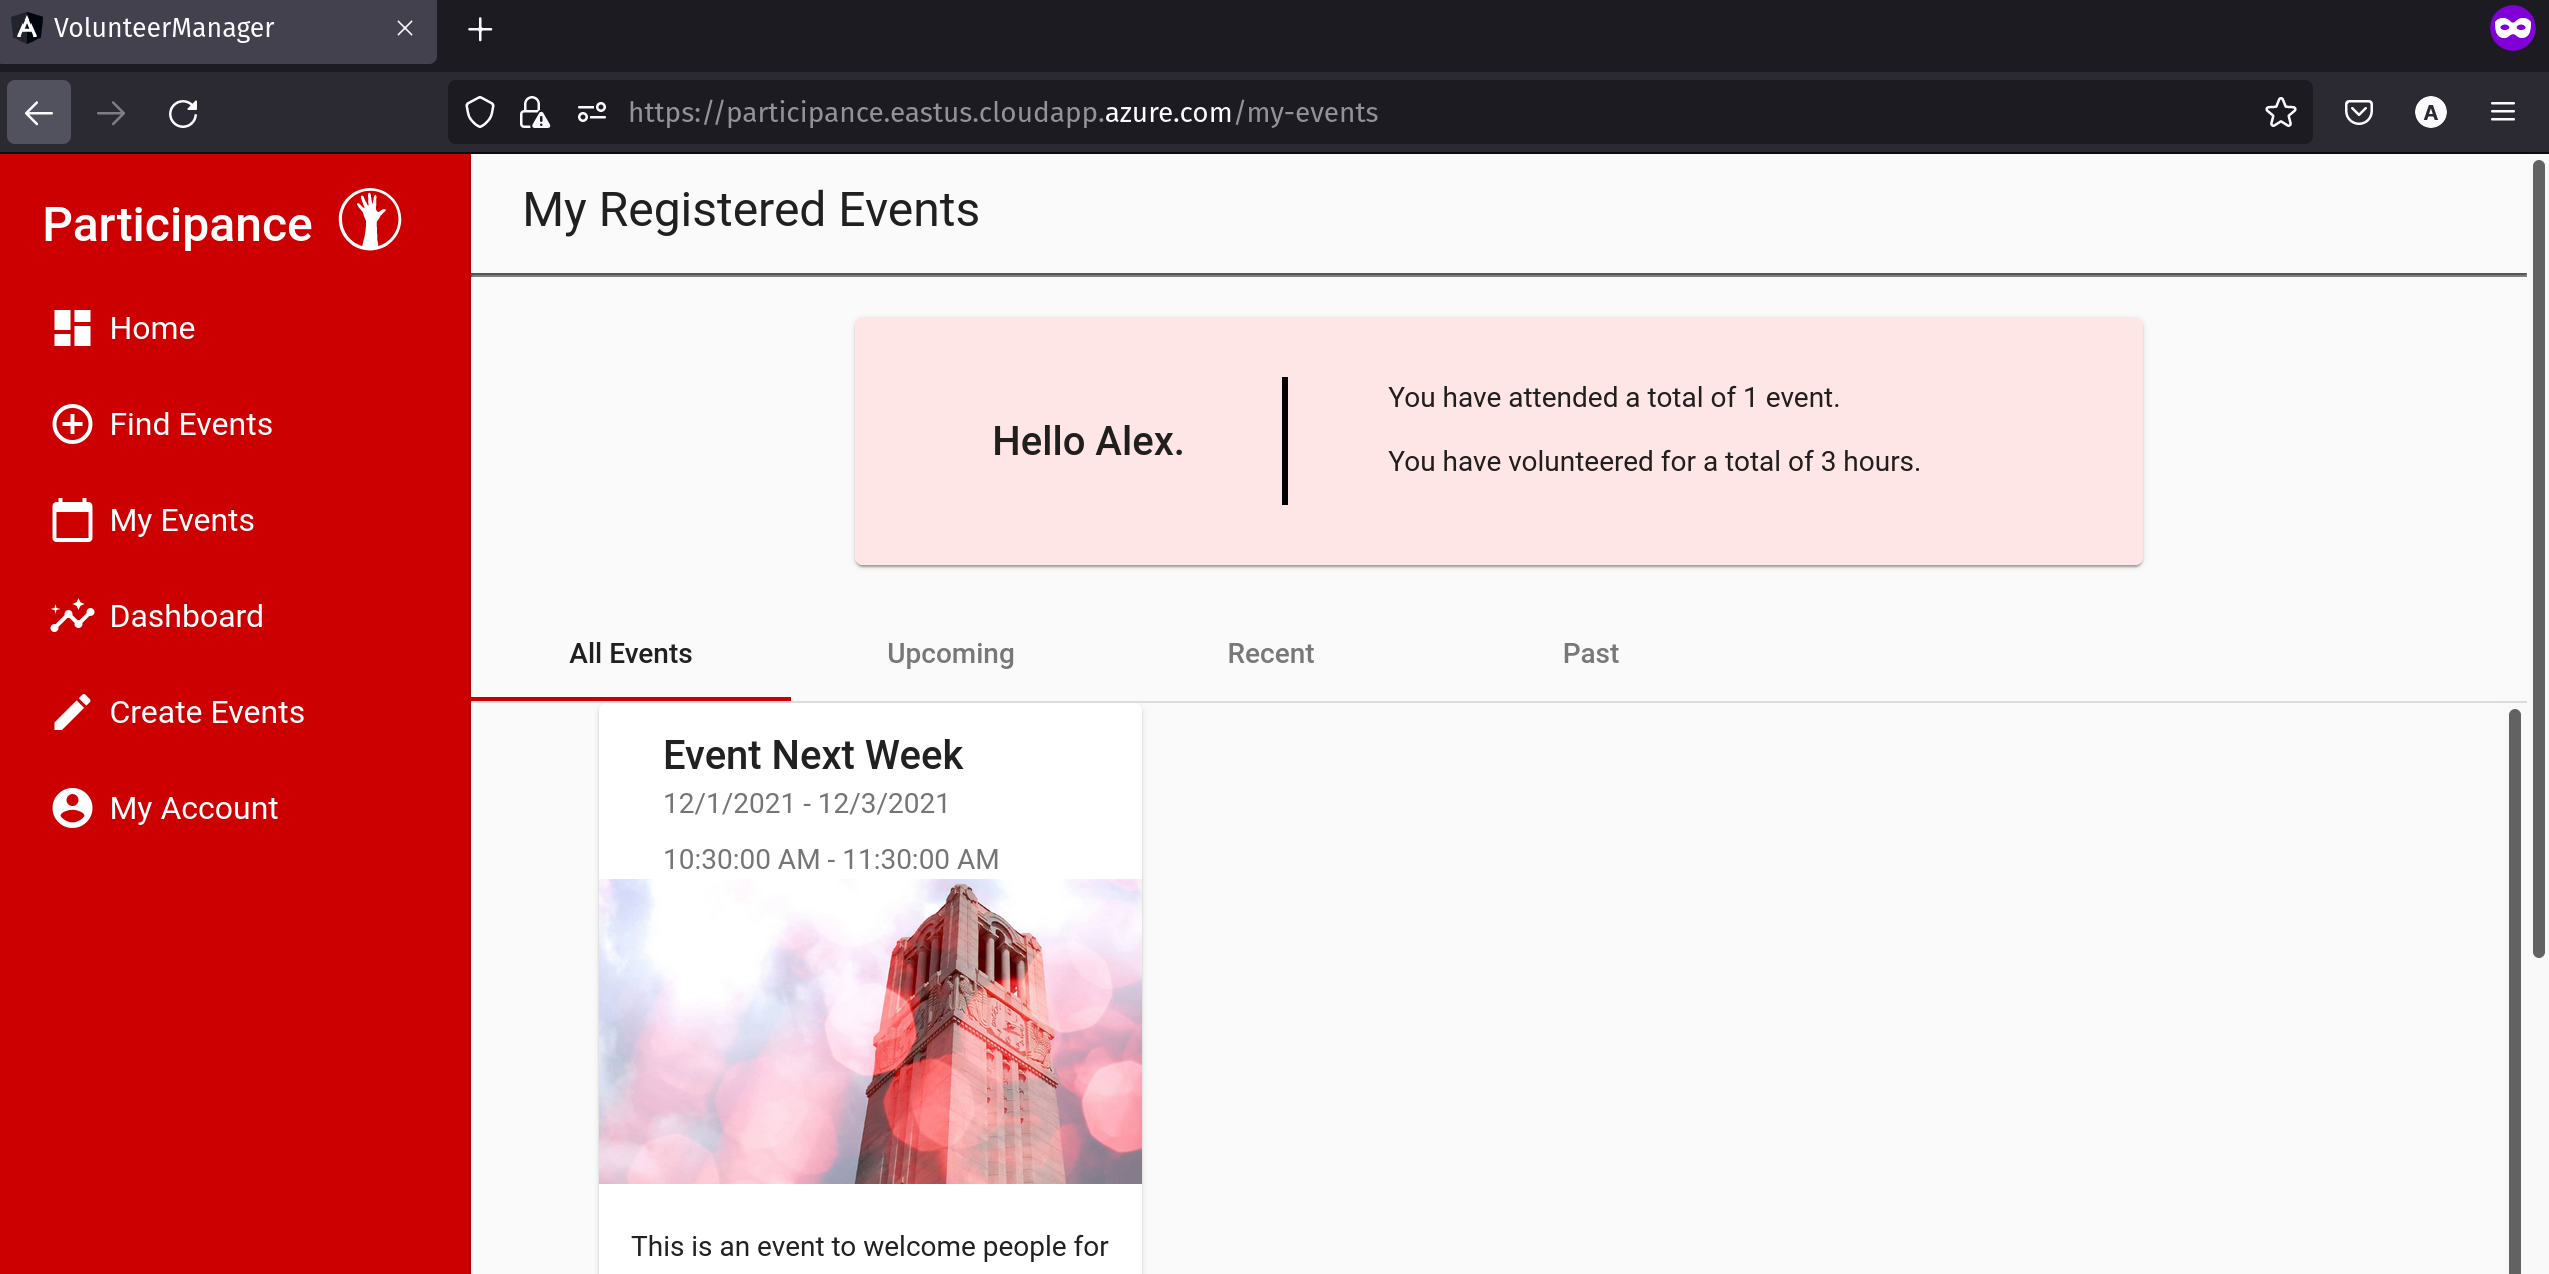 VolunteerManager
https://participance.eastus.cloudapp.azure.com/my-events
A
Participance
Home
Find Events
My Events
Dashboard
Create Events
My Account
My Registered Events
Hello Alex.
You have attended a total of 1 event.
You have volunteered for a total of 3 hours.
All Events
Upcoming
Recent
Past
Event Next Week
12/1/2021 - 12/3/2021
10:30:00 AM - 11:30:00 AM
This is an event to welcome people for